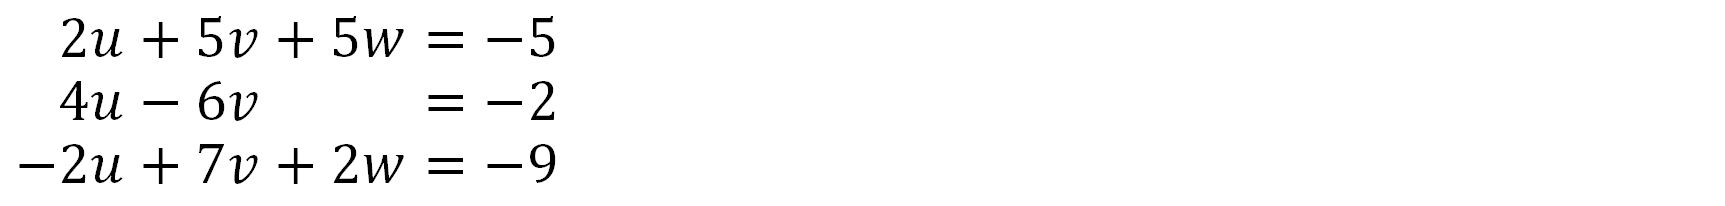 2u + 5v + 5w = −5
4u − 6v = −2
−2u + 7v + 2w = −9